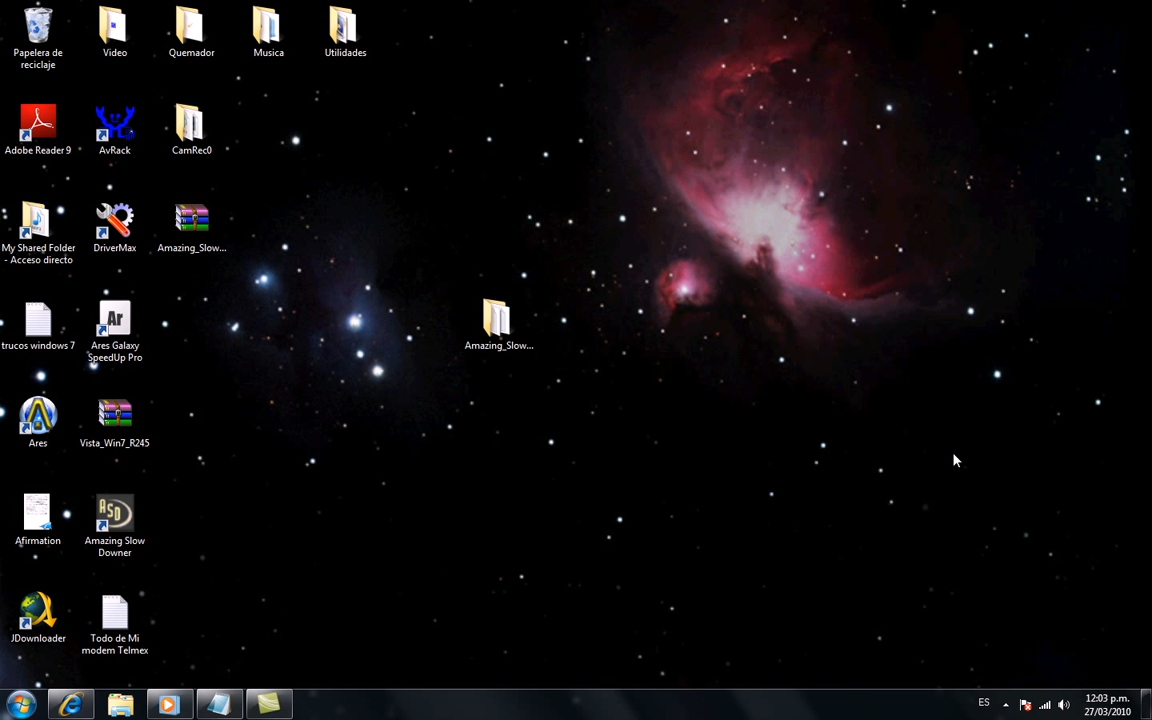 Papelera de
reciclaje
Video
Quemador
Musica
Utilidades
Adobe Reader 9
AvRack
CamRec0
My Shared Folder
- Acceso directo
DriverMax
Amazing_Slow...
trucos windows 7
Ar
Ares Galaxy
SpeedUp Pro
Amazing_Slow...
Ares
Vista_Win7_R245
ASD
Afirmation
Amazing Slow
Downer
JDownloader
Todo de Mi
modem Telmex
ES
12:03 p.m.
27/03/2010